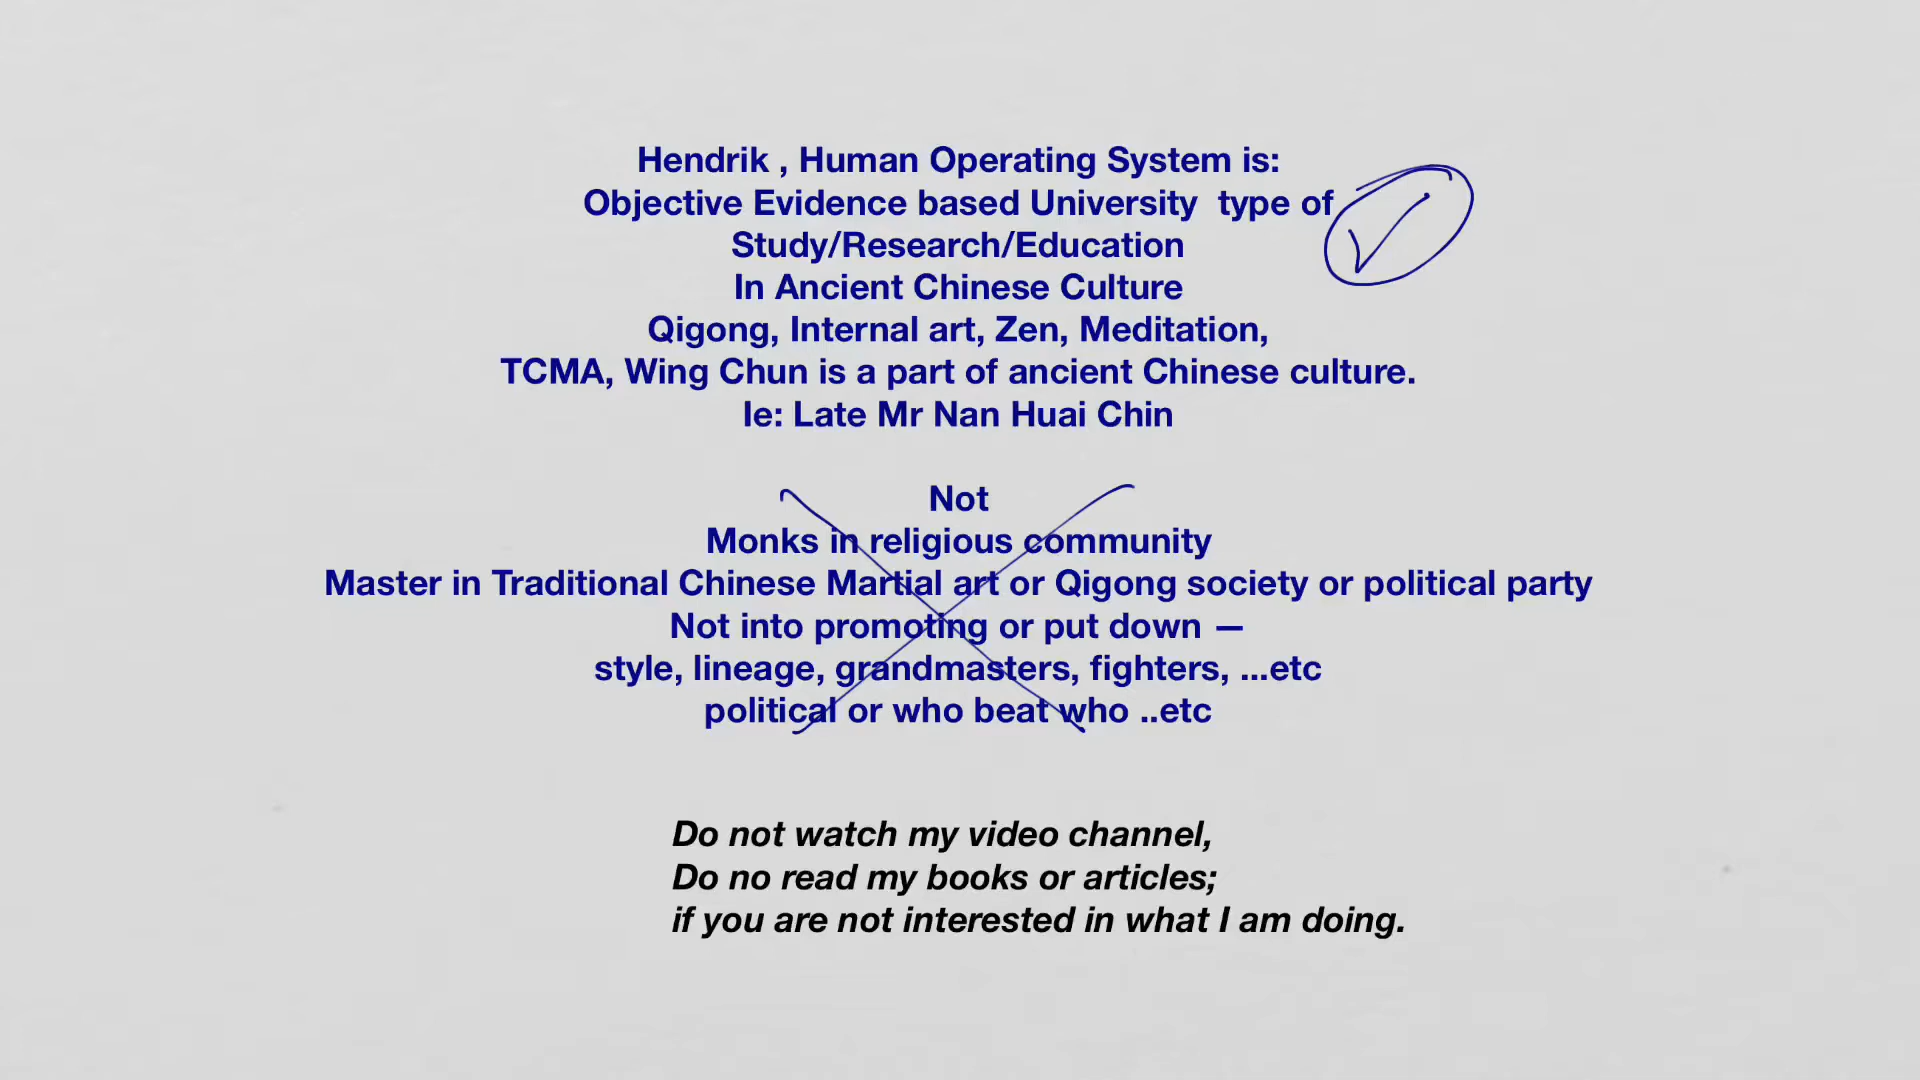 Hendrik , Human Operating System is:
Objective Evidence based University  type of
Study/Research/Education
In Ancient Chinese Culture
Qigong, Internal art, Zen, Meditation,
TCMA, Wing Chun is a part of ancient Chinese culture.
Ie: Late Mr Nan Huai Chin
Not
Monks in religious community
Master in Traditional Chinese Martial art or Qigong society or political party
Not into promoting or put down —
style, lineage, grandmasters, fighters, ...etc
political or who beat who ..etc
Do not watch my video channel,
Do no read my books or articles;
if you are not interested in what I am doing.